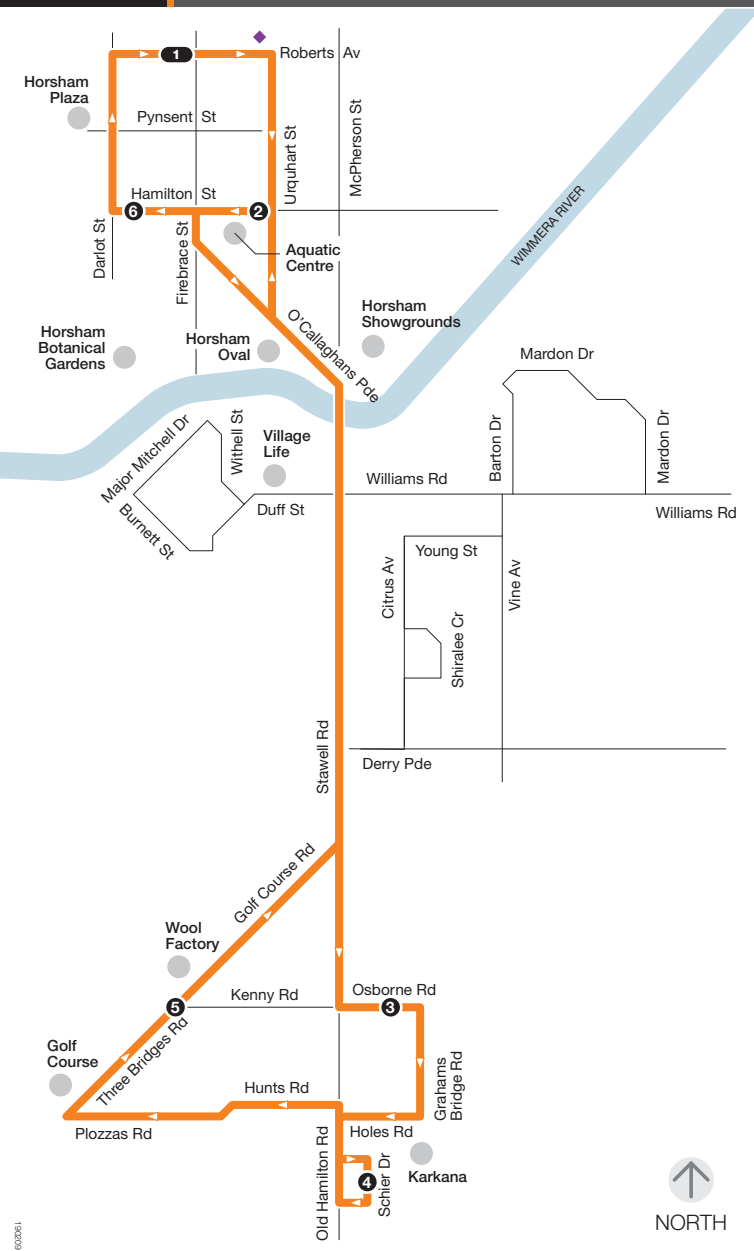 1
Roberts Av
Horsham
Plaza
Pynsent St
Urquhart St
McPherson St
Hamilton St
6
2
Darlot St
Firebrace St
Aquatic
Centre
WIMMERA RIVER
Horsham
Botanical
Gardens
Horsham
Oval
O'Callaghans Pde
Horsham
Showgrounds
Mardon Dr
Major Mitchell Dr
Withell St
Village
Life
Barton Dr
Mardon Dr
Williams Rd
Duff St
Williams Rd
Burnett St
Citrus Av
Young St
Vine Av
Shiralee Cr
Stawell Rd
Derry Pde
Golf Course Rd
Wool
Factory
Kenny Rd
Osborne Rd
5
3
Golf
Course
Three Bridges Rd
Grahams
Bridge Rd
Hunts Rd
Plozzas Rd
Holes Rd
Old Hamilton Rd
4
Schier Dr
Karkana
NORTH
190209